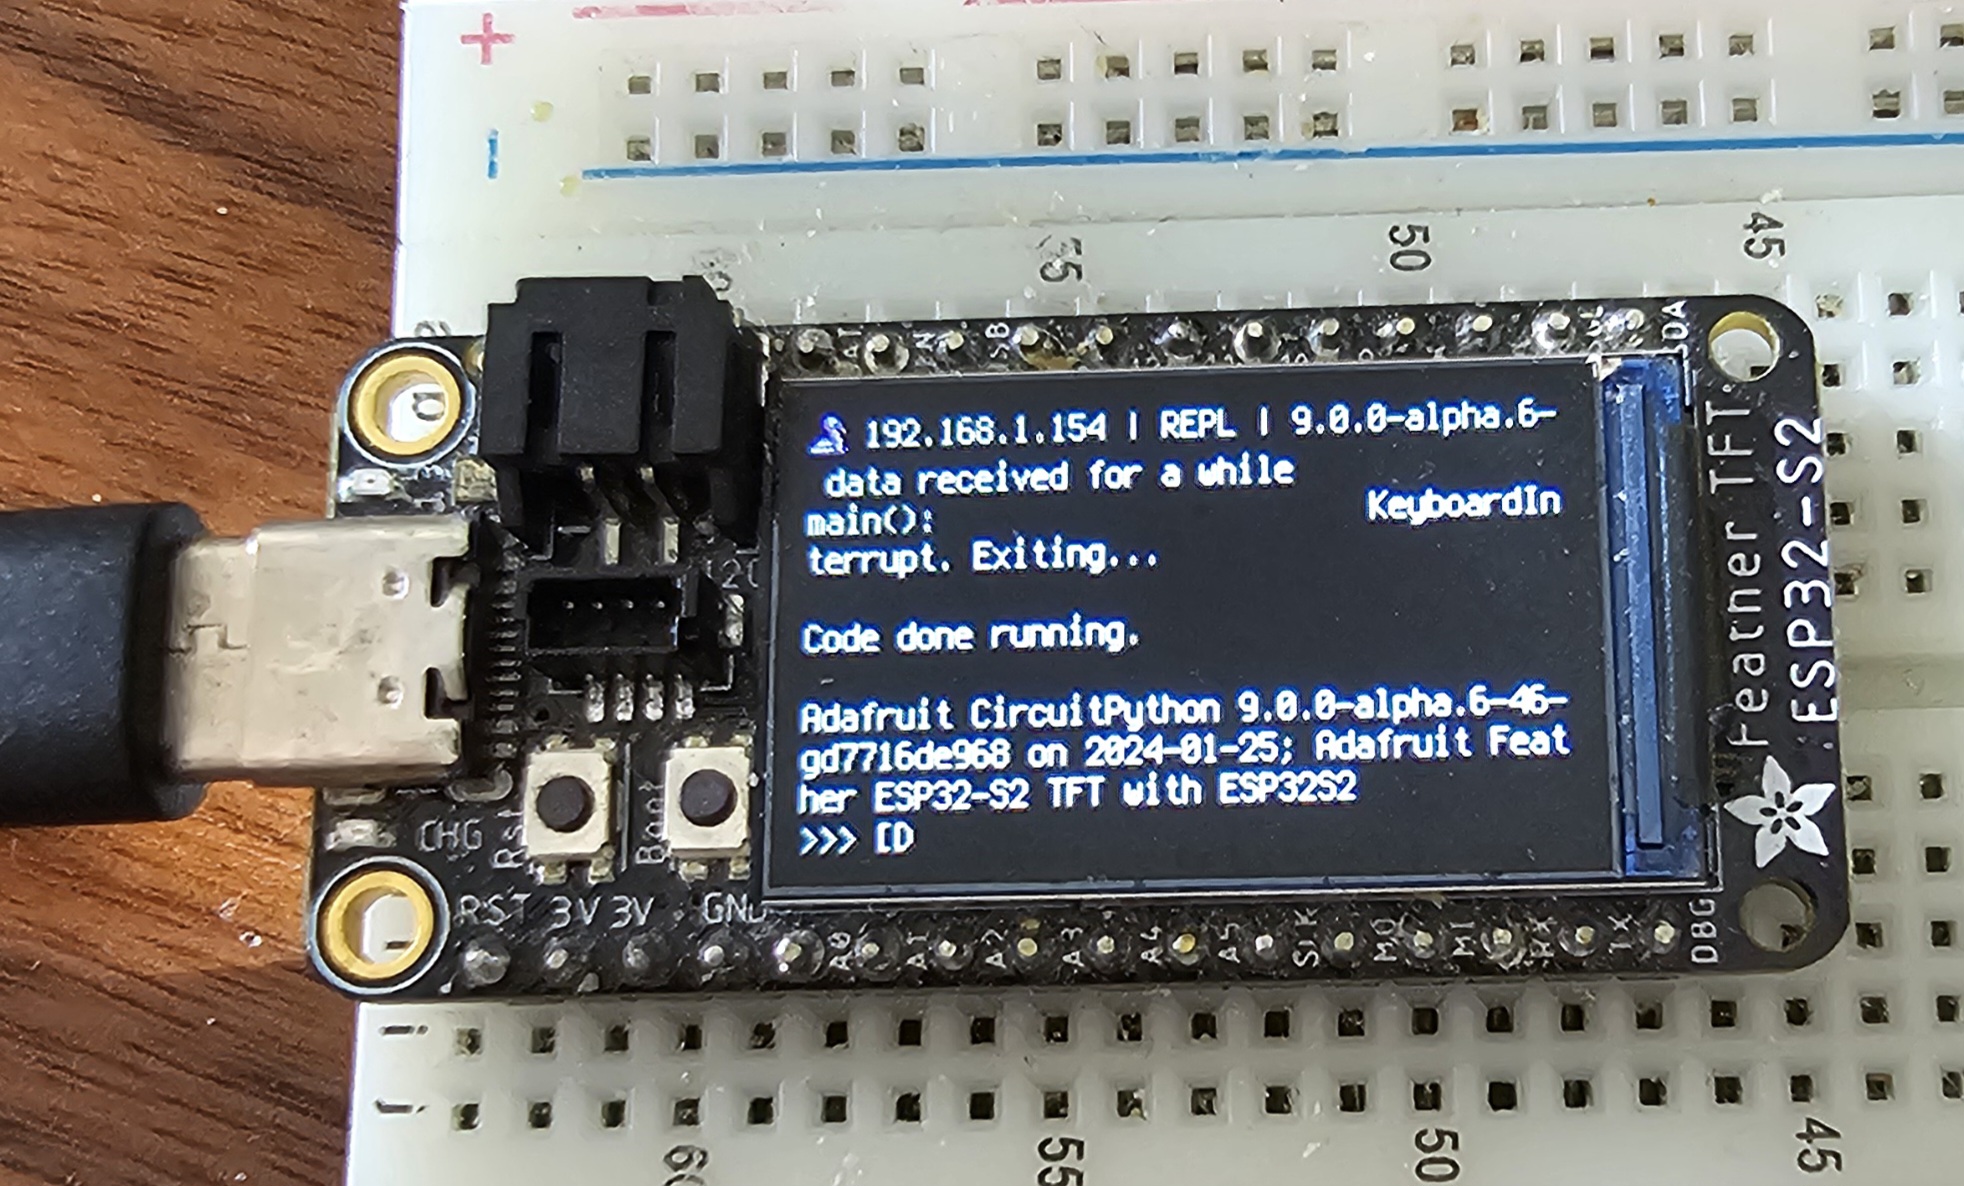 +
-
55
50
45
192.168.1.154 | REPL | 9.0.0-alpha.6-
data received for a while
KeyboardIn
main():
terrupt. Exiting...
Code done running.
Adafruit CircuitPython 9.0.0-alpha.6-46-
gd7716de968 on 2024-01-25; Adafruit Feat
her ESP32-S2 TFT with ESP32S2
>>> [D
Feather TFT
ESP32-S2
CHG
Rst
Boot
RST 3V 3V GND
A0 A1 A2 A3 A4 A5 SCK MO MI RX TX DBG
i
j
60
55
50
45